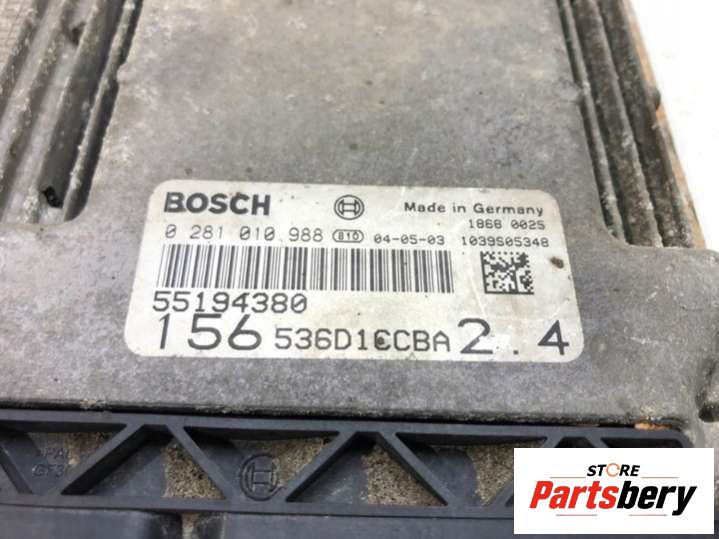 BOSCH Made in Germany
1868 0025
0 281 010 988 810 04-05-03 1039S05348
55194380
156 536D1CCBA 2.4
STORE
Partsbery